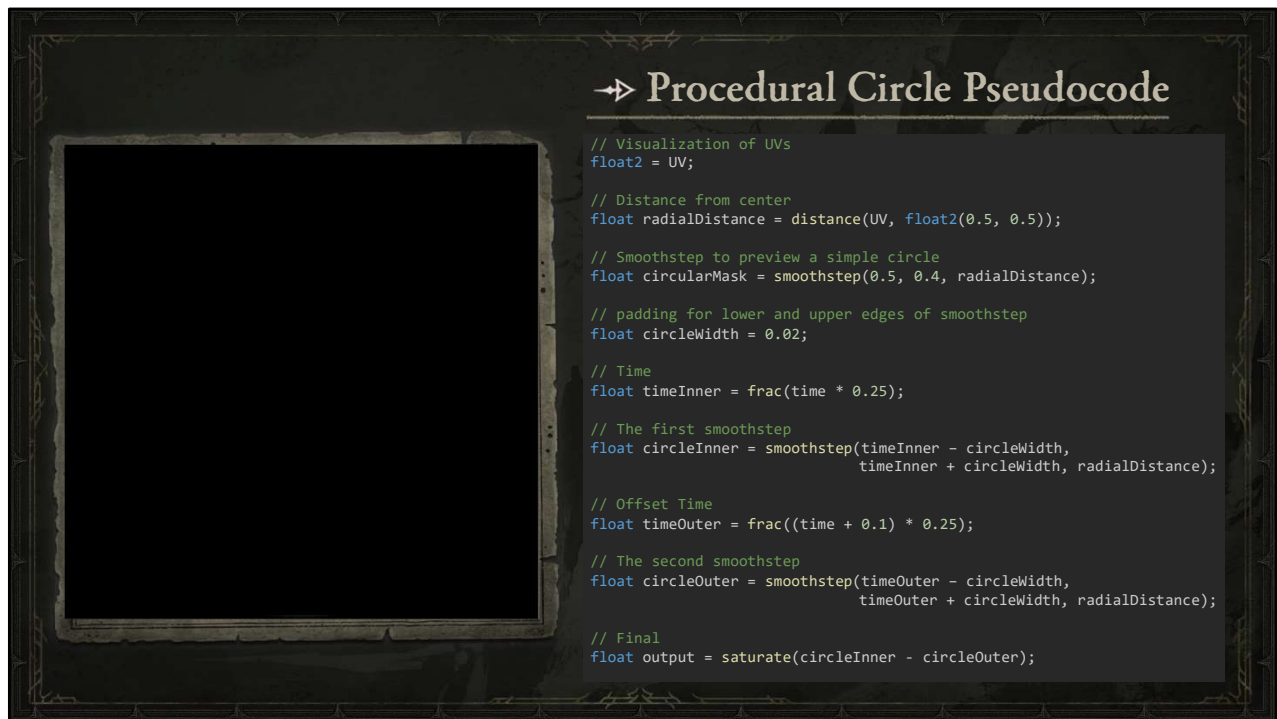 Procedural Circle Pseudocode
// Visualization of UVs
float2 = UV;
// Distance from center
float radialDistance = distance(UV, float2(0.5, 0.5));
// Smoothstep to preview a simple circle
float circularMask = smoothstep(0.5, 0.4, radialDistance);
// padding for lower and upper edges of smoothstep
float circleWidth = 0.02;
// Time
float timeInner = frac(time * 0.25);
// The first smoothstep
float circleInner = smoothstep(timeInner – circleWidth,
timeInner + circleWidth, radialDistance);
// Offset Time
float timeOuter = frac((time + 0.1) * 0.25);
// The second smoothstep
float circleOuter = smoothstep(timeOuter – circleWidth,
timeOuter + circleWidth, radialDistance);
// Final
float output = saturate(circleInner - circleOuter);